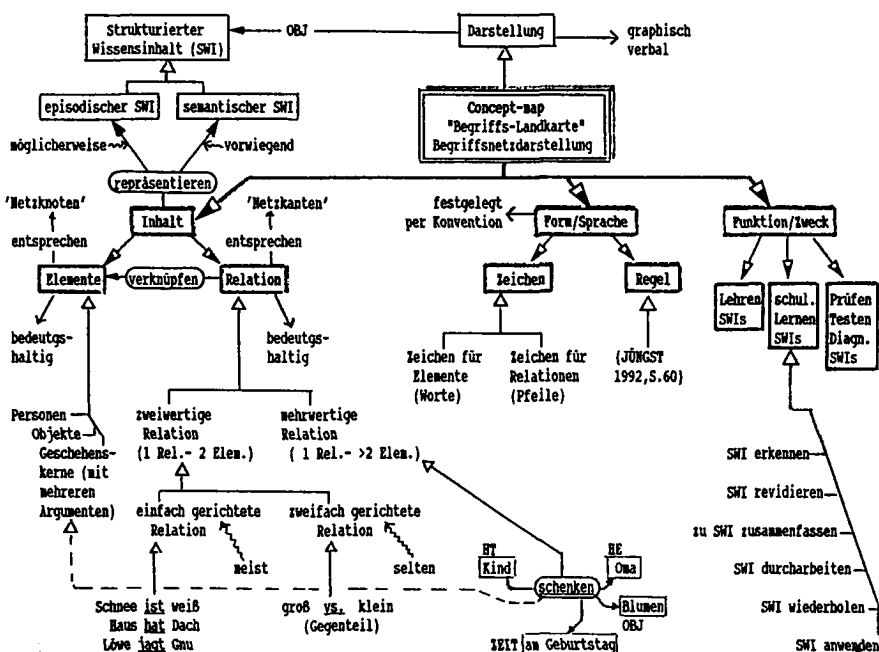 Strukturierter
Wissensinhalt (SWI)
OBJ
Darstellung
graphisch
verbal
episodischer SWI
semantischer SWI
Concept-map
"Begriffs-Landkarte"
Begriffsnetzdarstellung
möglicherweise
vorwiegend
repräsentieren
'Netzknoten'
'Netzkanten'
Inhalt
entsprechen
entsprechen
festgelegt
per Konvention
Form/Sprache
Funktion/Zweck
Elemente
verknüpfen
Relation
Zeichen
Regel
Lehren
SWIs
schul.
Lernen
SWIs
Prüfen
Testen
Diagn.
SWIs
bedeutgs-
haltig
bedeutgs-
haltig
Zeichen für
Elemente
(Worte)
Zeichen für
Relationen
(Pfeile)
(JÜNGST
1992,S.60)
Personen
Objekte
Geschehens-
kerne (mit
mehreren
Argumenten)
zweiwertige
Relation
(1 Rel.- 2 Elem.)
mehrwertige
Relation
( 1 Rel.- >2 Elem.)
SWI erkennen
SWI revidieren
zu SWI zusammenfassen
SWI durcharbeiten
SWI wiederholen
SWI anwenden
einfach gerichtete
Relation
zweifach gerichtete
Relation
meist
selten
HT
Kind
HE
Oma
schenken
Blumen
OBJ
ZEIT
am Geburtstag
Schnee ist weiß
Haus hat Dach
Löwe jagt Gnu
groß vs. klein
(Gegenteil)